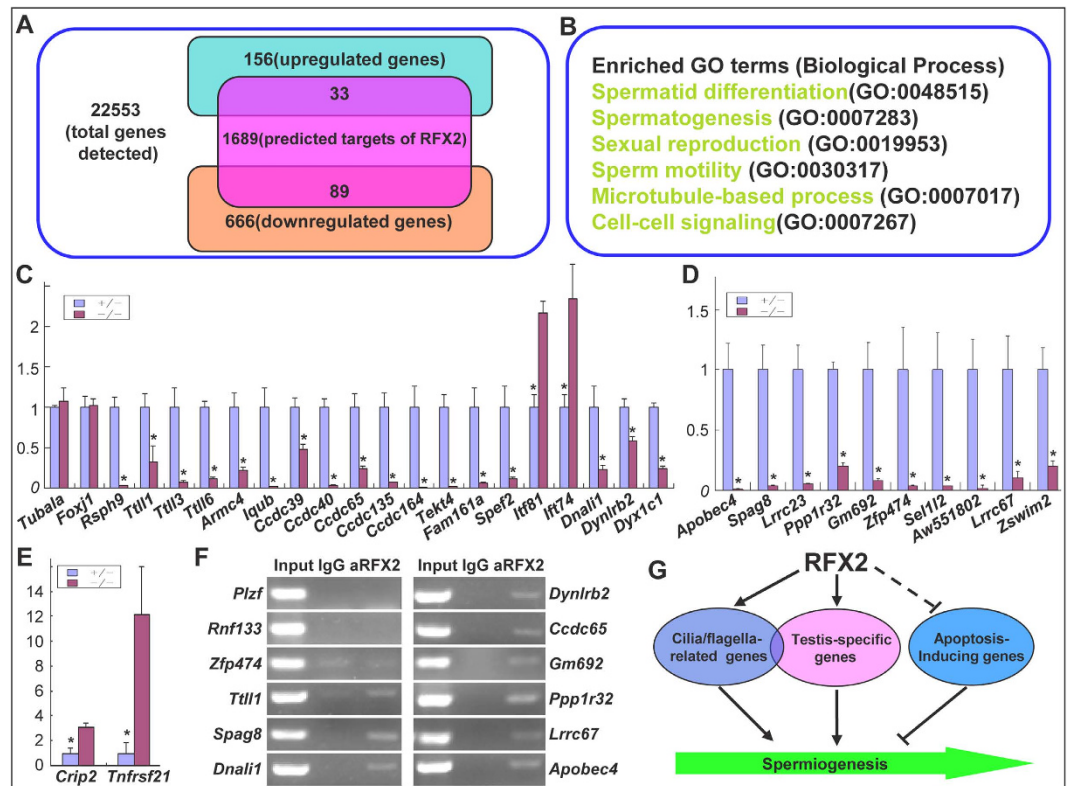 A
156(upregulated genes)
33
22553
(total genes
detected)
1689(predicted targets of RFX2)
89
666(downregulated genes)
B
Enriched GO terms (Biological Process)
Spermatid differentiation(GO:0048515)
Spermatogenesis (GO:0007283)
Sexual reproduction (GO:0019953)
Sperm motility (GO:0030317)
Microtubule-based process (GO:0007017)
Cell-cell signaling(GO:0007267)
C
+/−
−/−
2
1.5
1
0.5
0
* * * * * * * * * * * * * * * * * * *
Tubala
Foxj1
Rsph9
Ttll1
Ttll3
Ttll6
Armc4
Iqub
Ccdc39
Ccdc40
Ccdc65
Ccdc135
Ccdc164
Tekt4
Fam161a
Spef2
Itf81
Ift74
Dnali1
Dynlrb2
Dyx1c1
D
+/−
−/−
1.5
1
0.5
0
* * * * * * * * * *
Apobec4
Spag8
Lrrc23
Ppp1r32
Gm692
Zfp474
Sel1l2
Aw551802
Lrrc67
Zswim2
E
+/−
−/−
14
12
10
8
6
4
2
0
* *
Crip2 Tnfrsf21
F
Input IgG aRFX2 Input IgG aRFX2
Plzf Dynlrb2
Rnf133 Ccdc65
Zfp474 Gm692
Ttll1 Ppp1r32
Spag8 Lrrc67
Dnali1 Apobec4
G
RFX2
Cilia/flagella-
related genes
Testis-specific
genes
Apoptosis-
Inducing genes
Spermiogenesis